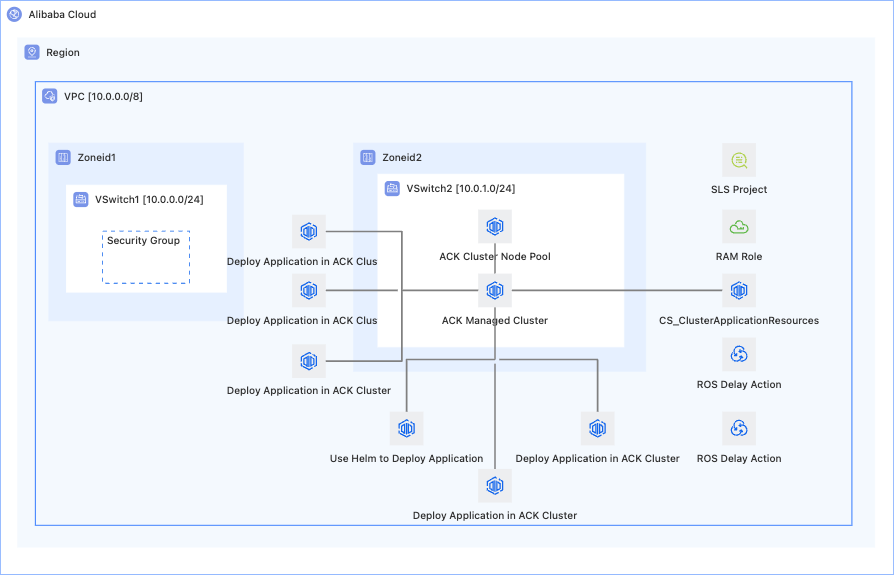 Alibaba Cloud
Region
VPC [10.0.0.0/8]
Zoneid1
Zoneid2
VSwitch1 [10.0.0.0/24]
VSwitch2 [10.0.1.0/24]
SLS Project
Security Group
Deploy Application in ACK Clus
ACK Cluster Node Pool
RAM Role
Deploy Application in ACK Clus
ACK Managed Cluster
CS_ClusterApplicationResources
Deploy Application in ACK Cluster
ROS Delay Action
Use Helm to Deploy Application
Deploy Application in ACK Cluster
ROS Delay Action
Deploy Application in ACK Cluster